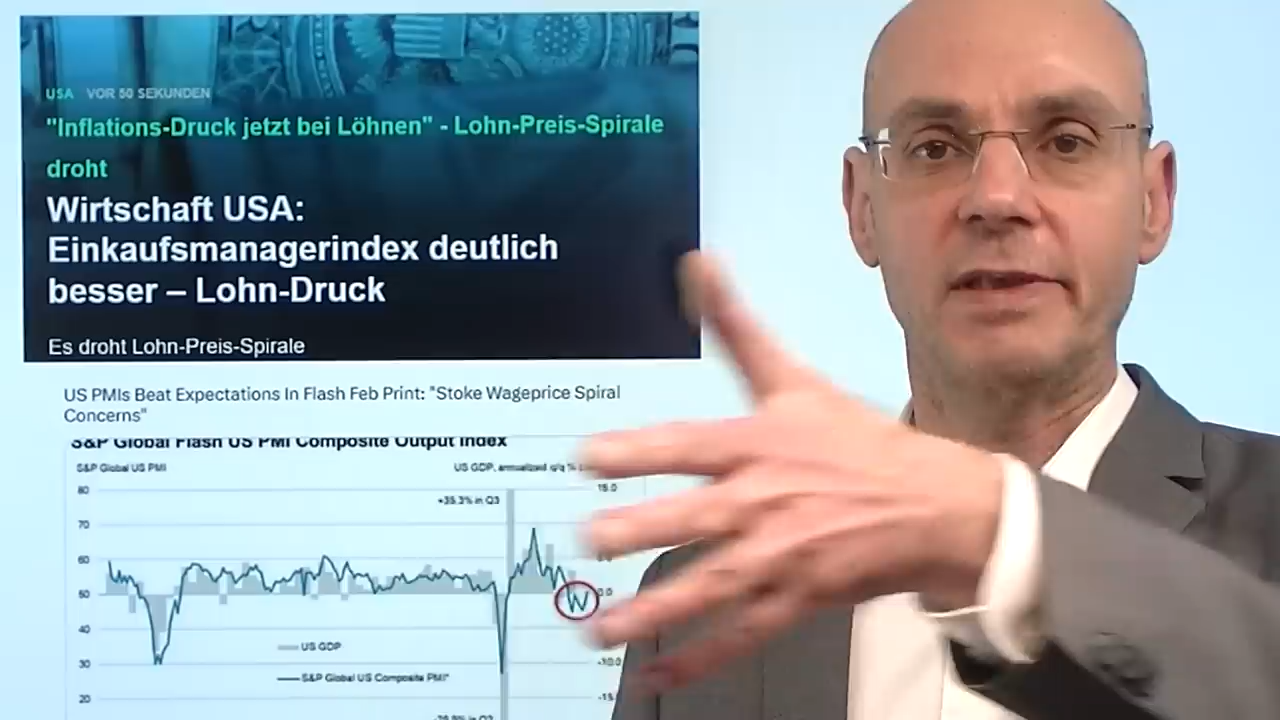 USA VOR 50 SEKUNDEN
"Inflations-Druck jetzt bei Löhnen" - Lohn-Preis-Spirale
droht
Wirtschaft USA:
Einkaufsmanagerindex deutlich
besser – Lohn-Druck
Es droht Lohn-Preis-Spirale
US PMIs Beat Expectations In Flash Feb Print: "Stoke Wageprice Spiral
Concerns"
S&P Global Flash US PMI Composite Output Index
S&P Global US PMI
US GDP, annualized q/q %
80
15.0
+35.3% in Q3
70
60
50
0.0
40
US GDP
30
-10.0
S&P Global US Composite PMI*
20
-15